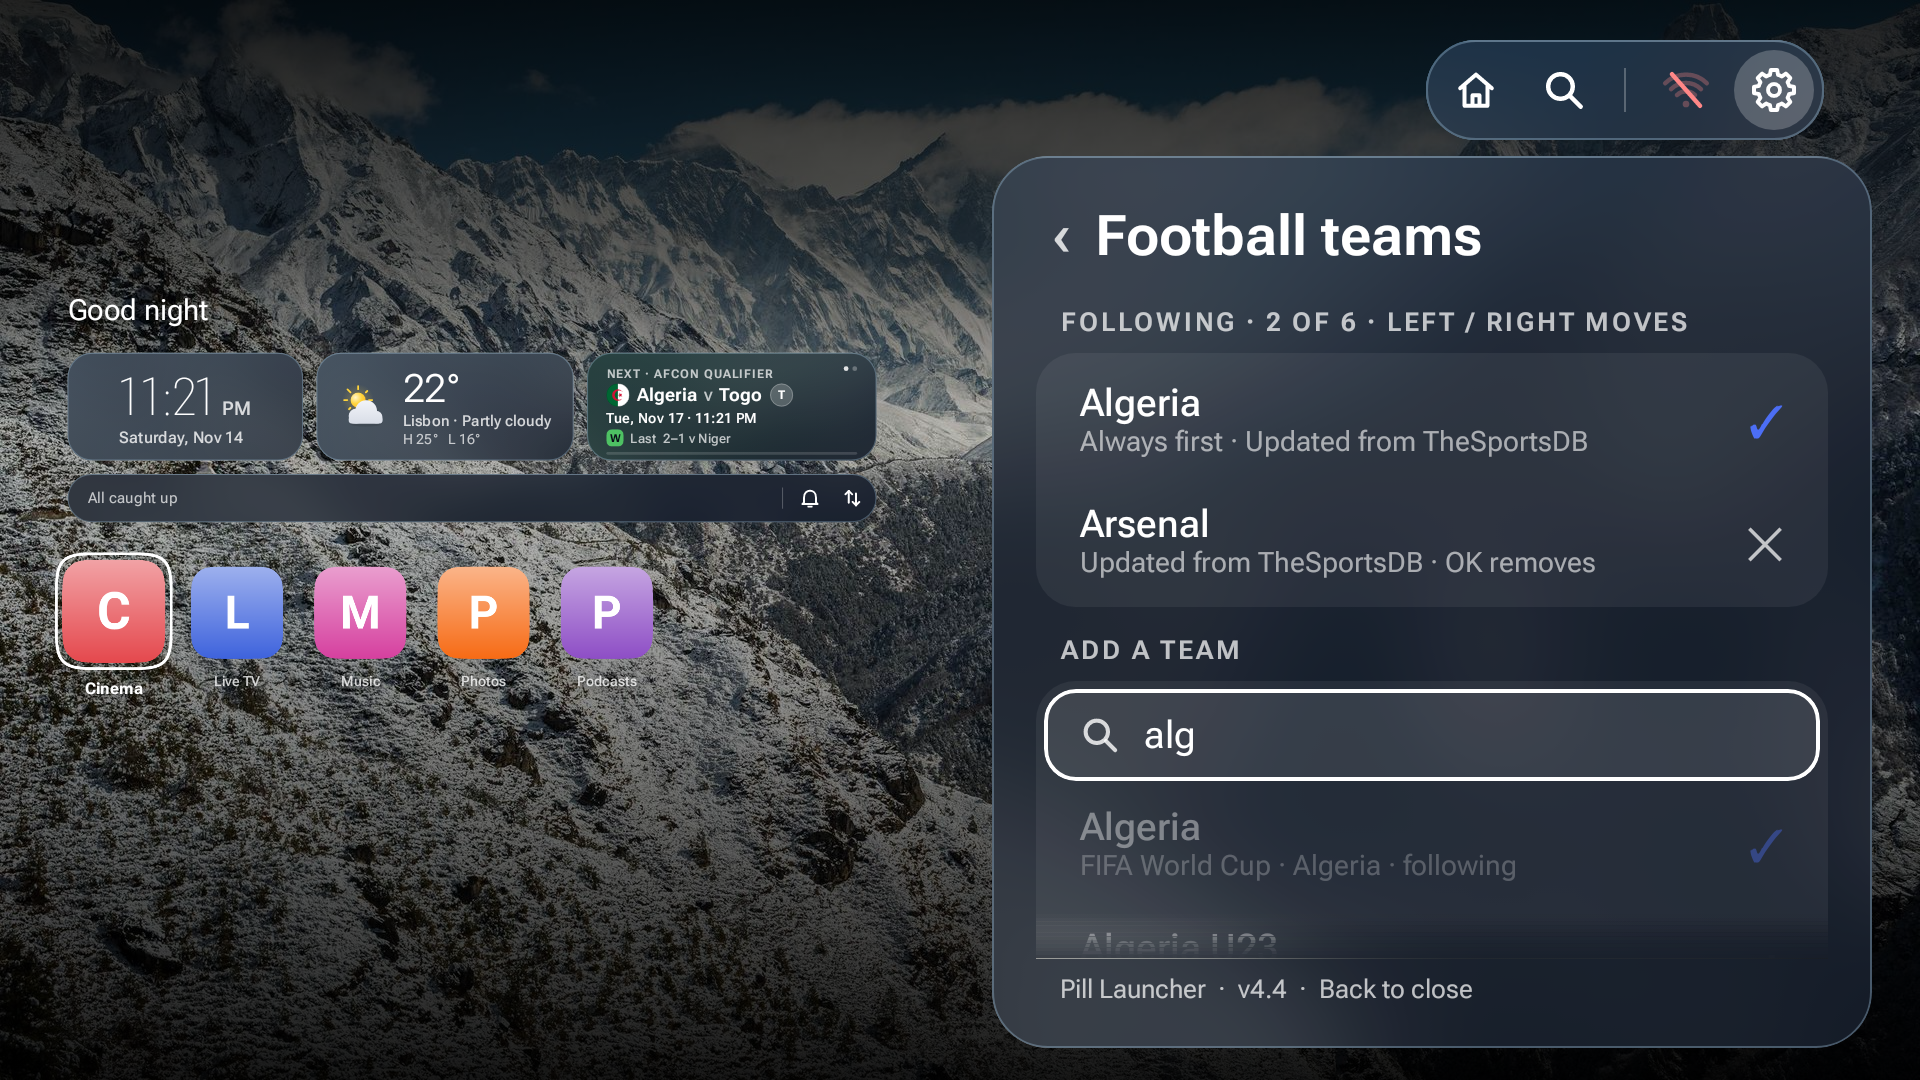 Football teams
FOLLOWING · 2 OF 6 · LEFT / RIGHT MOVES
Algeria
Always first · Updated from TheSportsDB
Arsenal
Updated from TheSportsDB · OK removes
ADD A TEAM
alg
Algeria
FIFA World Cup · Algeria · following
Algeria U23
Pill Launcher · v4.4 · Back to close
Good night
11:21 PM
Saturday, Nov 14
22°
Lisbon · Partly cloudy
H 25° L 16°
NEXT · AFCON QUALIFIER
Algeria v Togo T
Tue, Nov 17 · 11:21 PM
W Last 2–1 v Niger
All caught up
C
Cinema
L
Live TV
M
Music
P
Photos
P
Podcasts